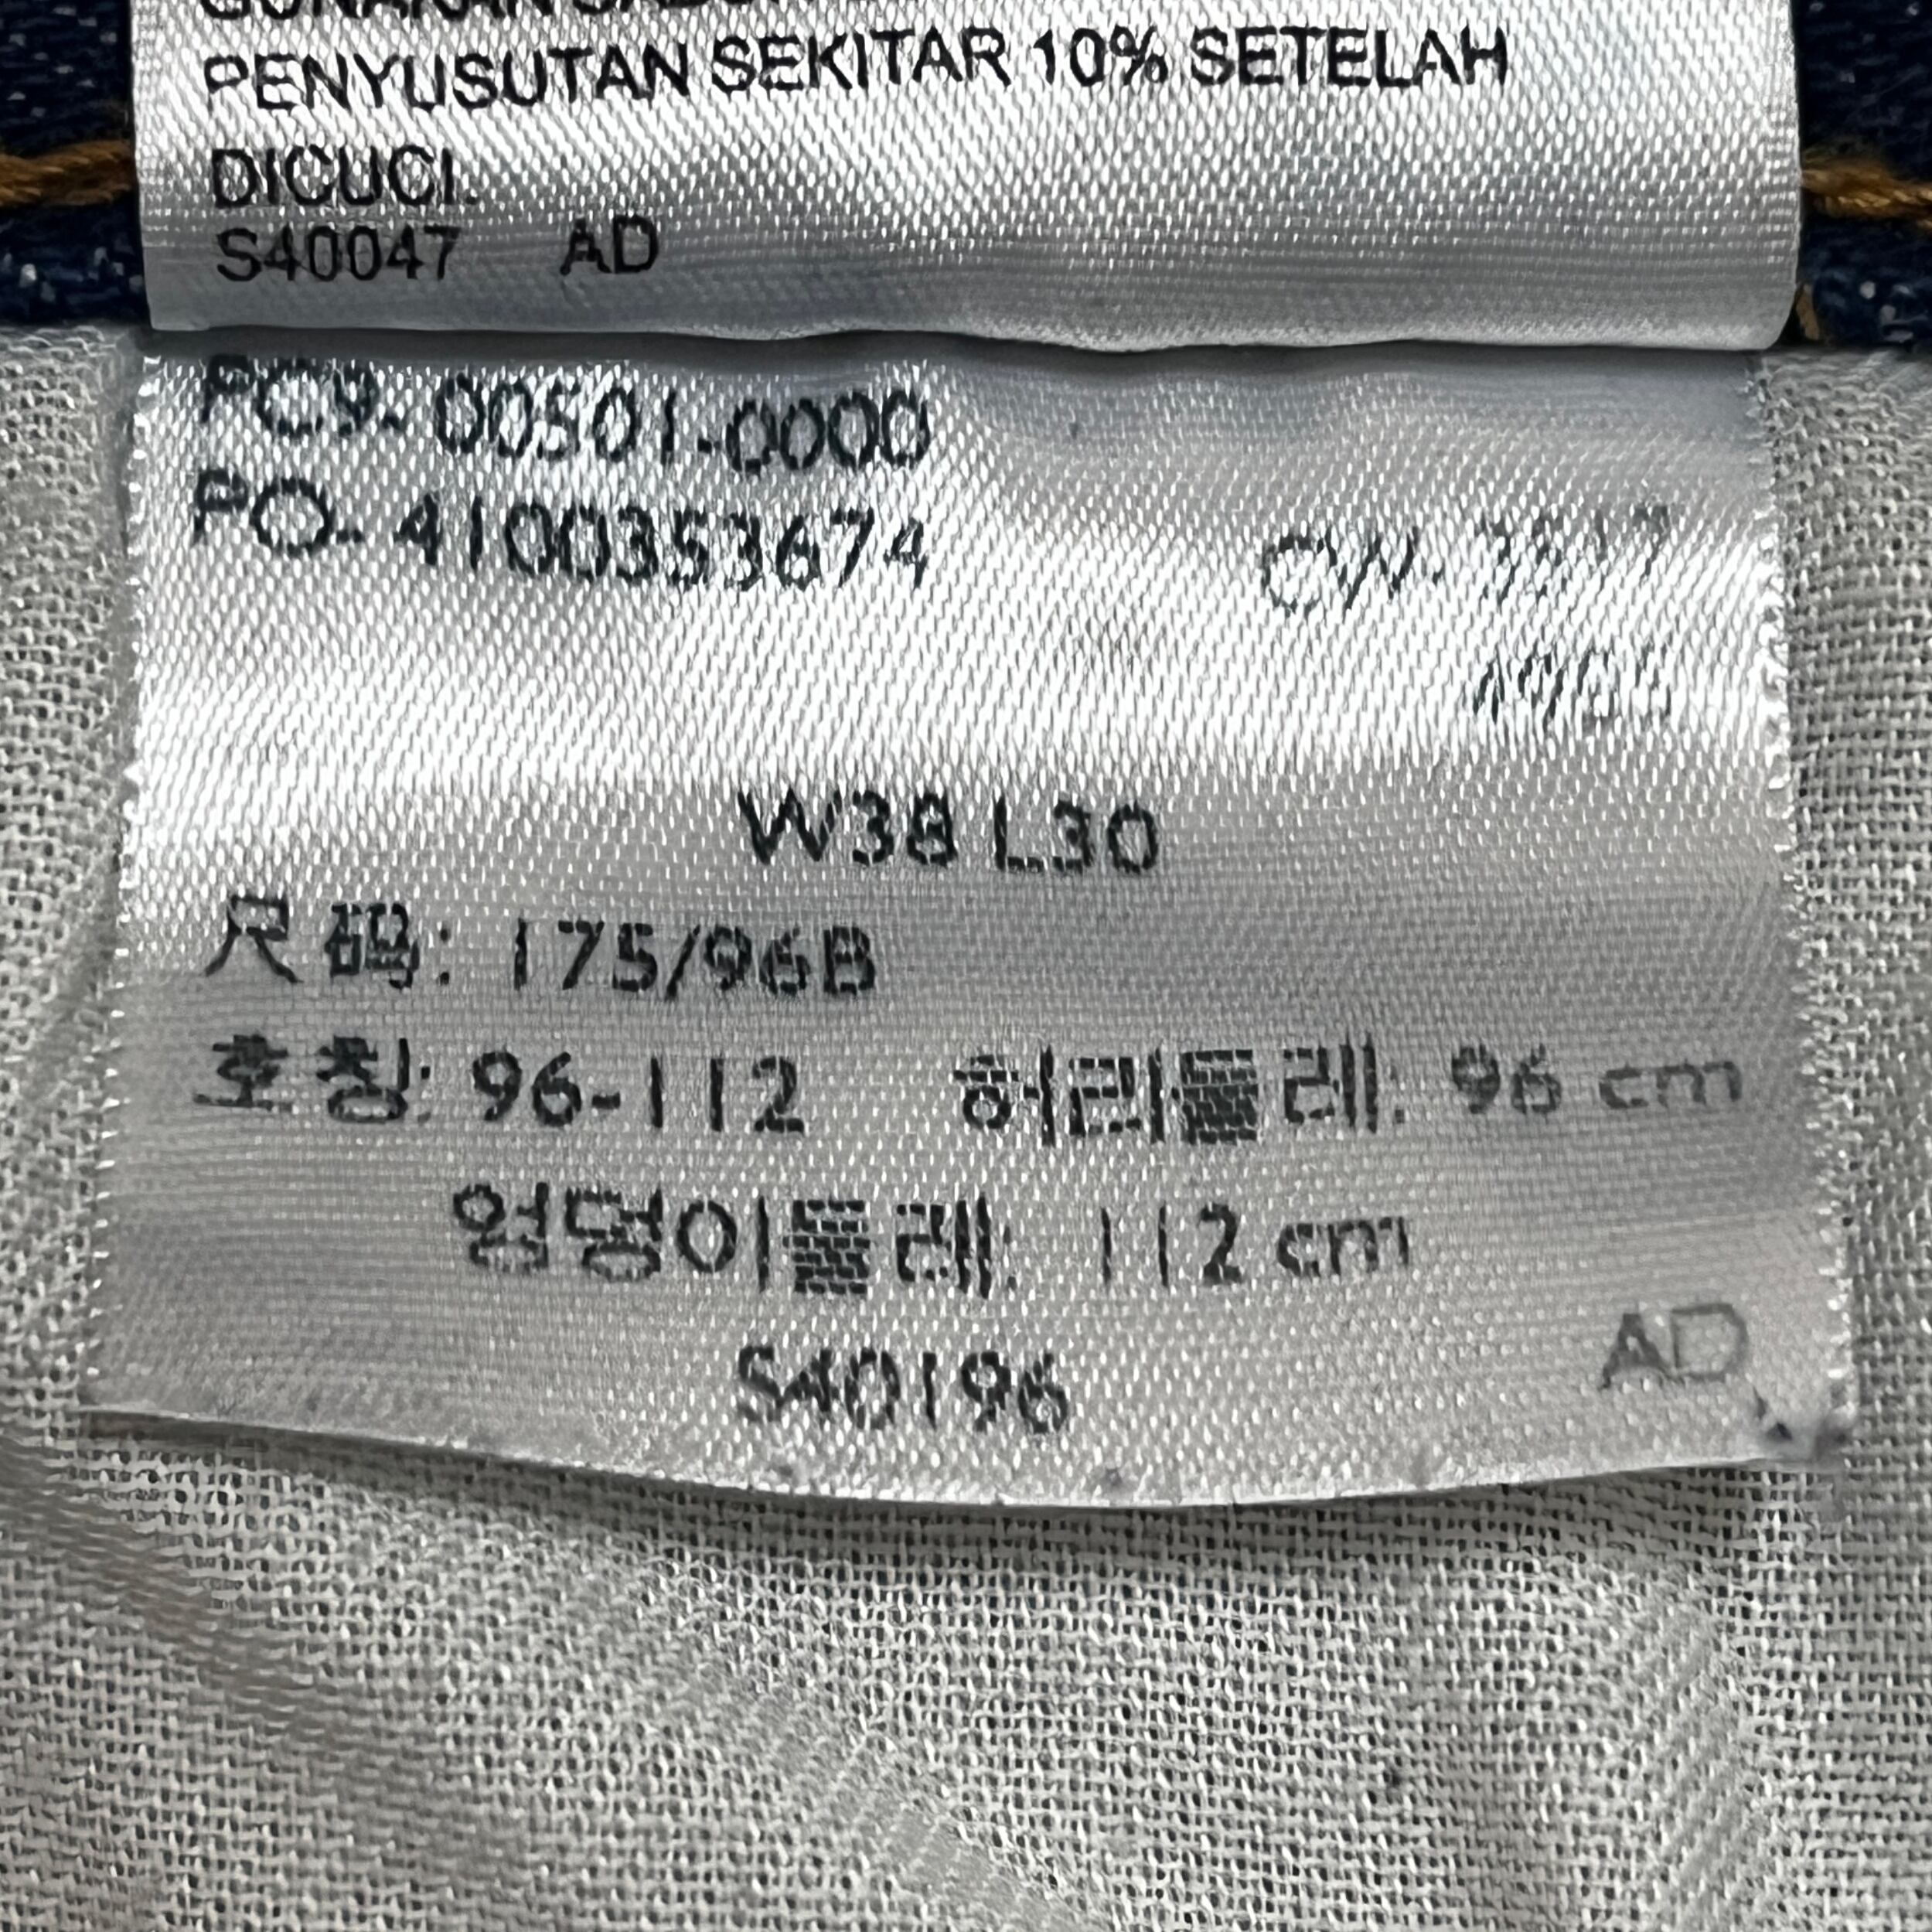 PENYUSUTAN SEKITAR 10% SETELAH
DICUCI.
S40047 AD
PC9- 00501-0000
PO- 4100353674 CW-
W38 L30
尺码: 175/96B
호칭: 96-112 허리둘레: 96 cm
엉덩이둘레: 112 cm
S40196 AD